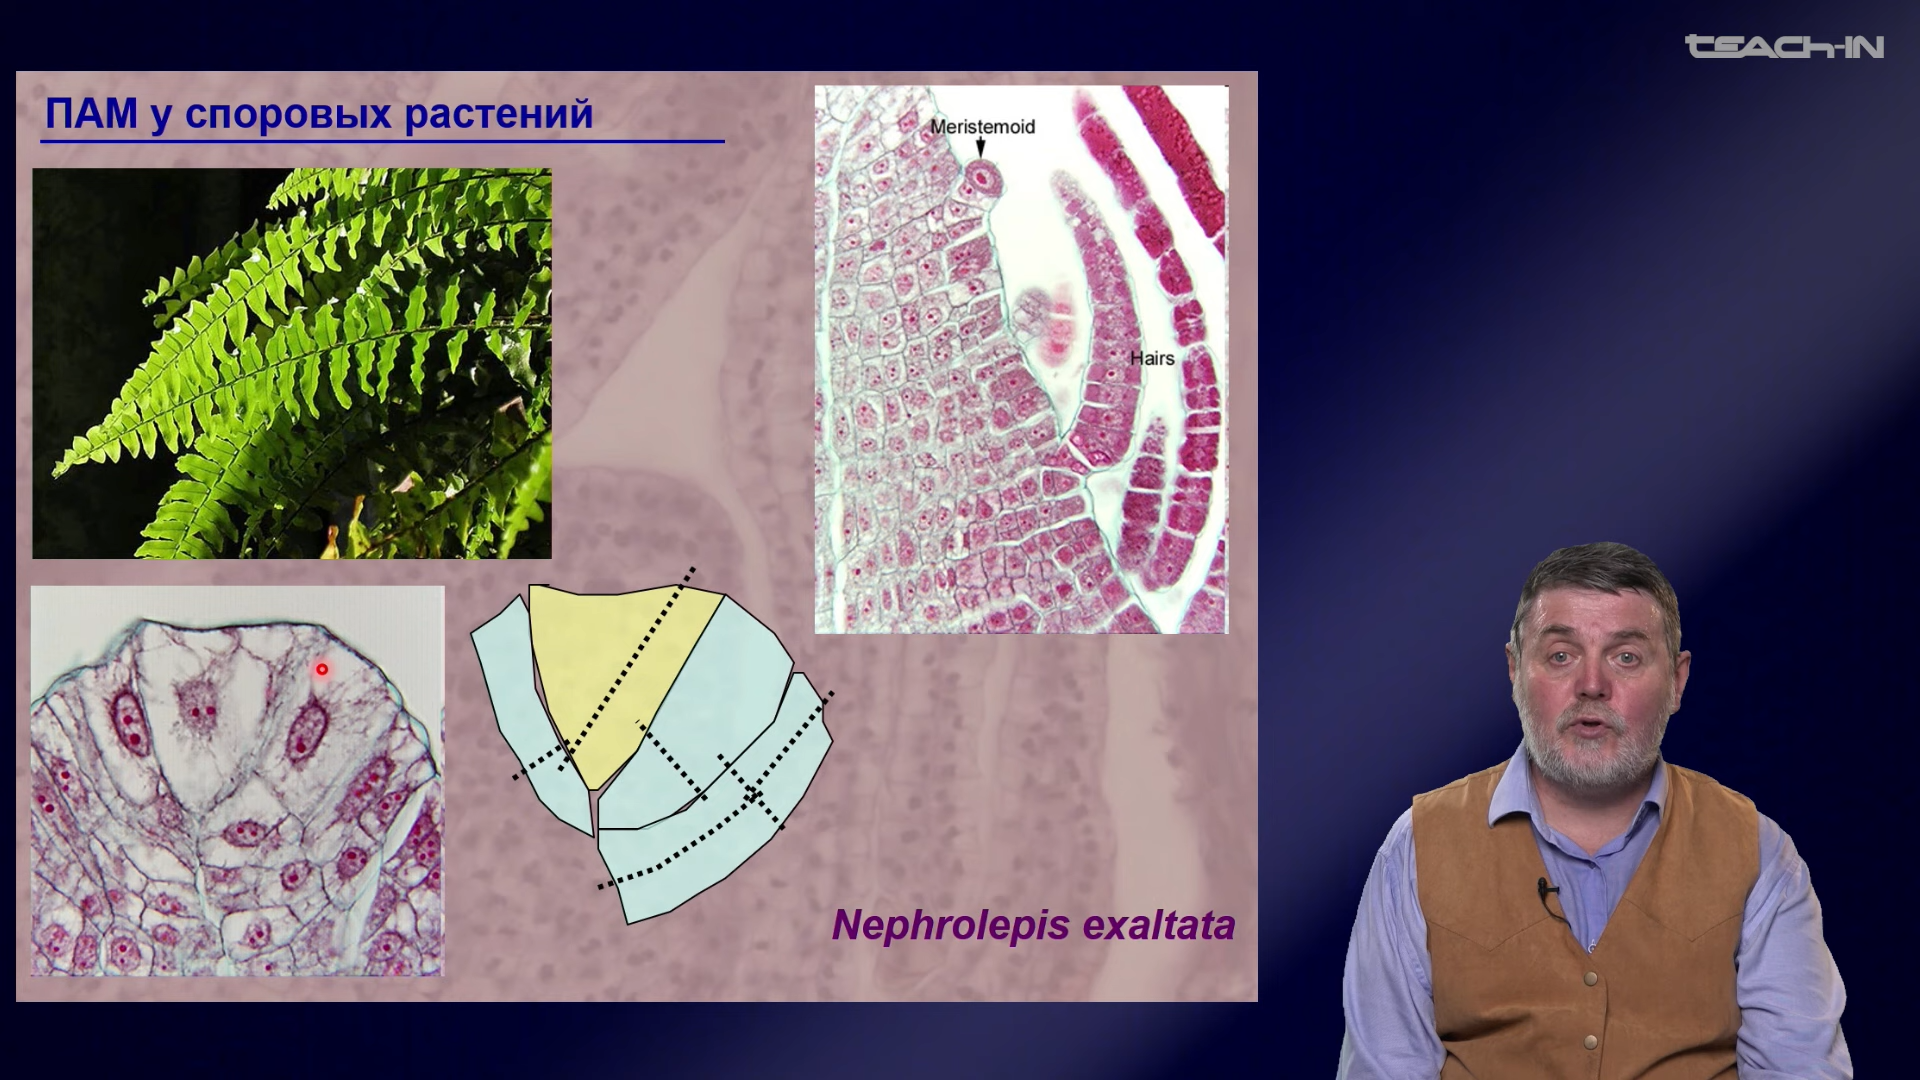 TEACH-IN
ПАМ у споровых растений
Meristemoid
Hairs
Nephrolepis exaltata